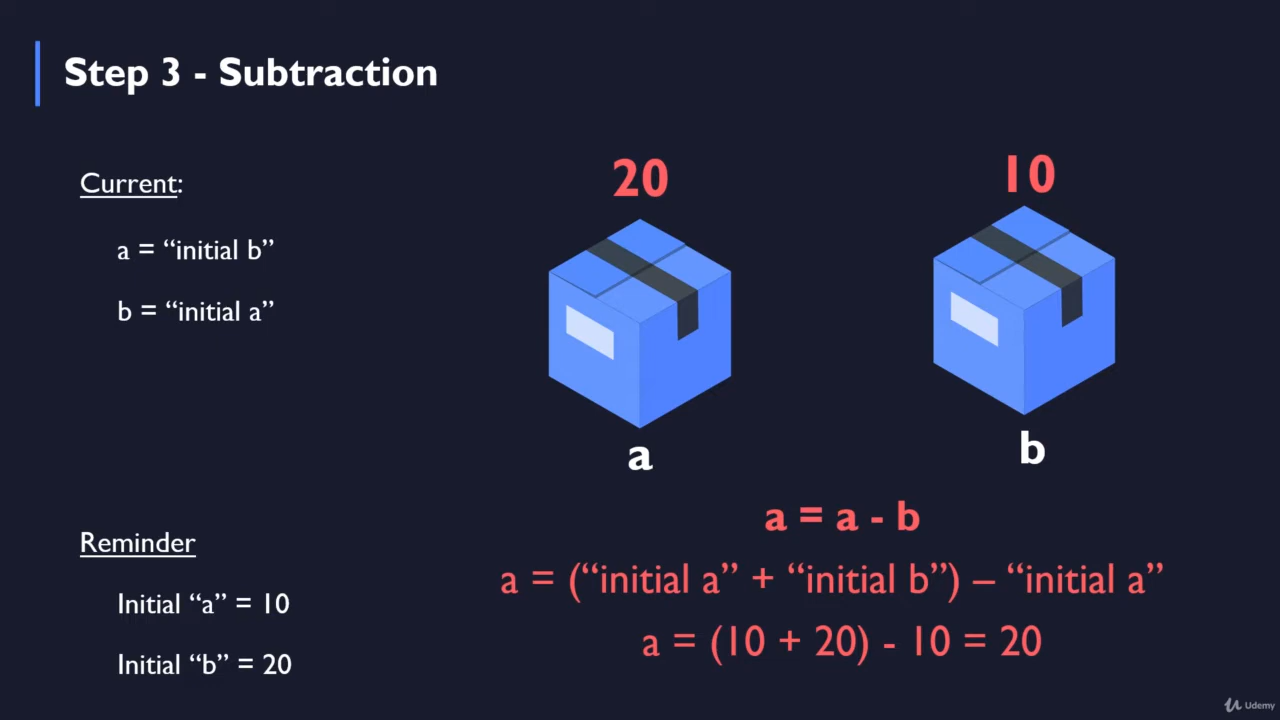 Step 3 - Subtraction
Current:
a = “initial b”
b = “initial a”
20
10
a
b
a = a - b
a = (“initial a” + “initial b”) – “initial a”
a = (10 + 20) - 10 = 20
Reminder
Initial “a” = 10
Initial “b” = 20
Udemy